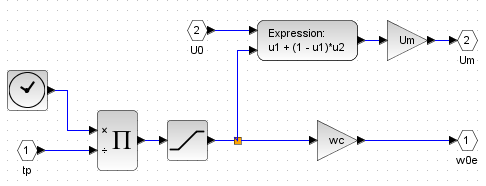 2
U0
Expression:
u1 + (1 - u1)*u2
Um
2
Um
×
÷
∏
1
tp
wc
1
w0e